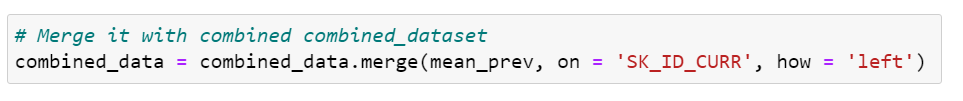 # Merge it with combined combined_dataset
combined_data = combined_data.merge(mean_prev, on = 'SK_ID_CURR', how = 'left')